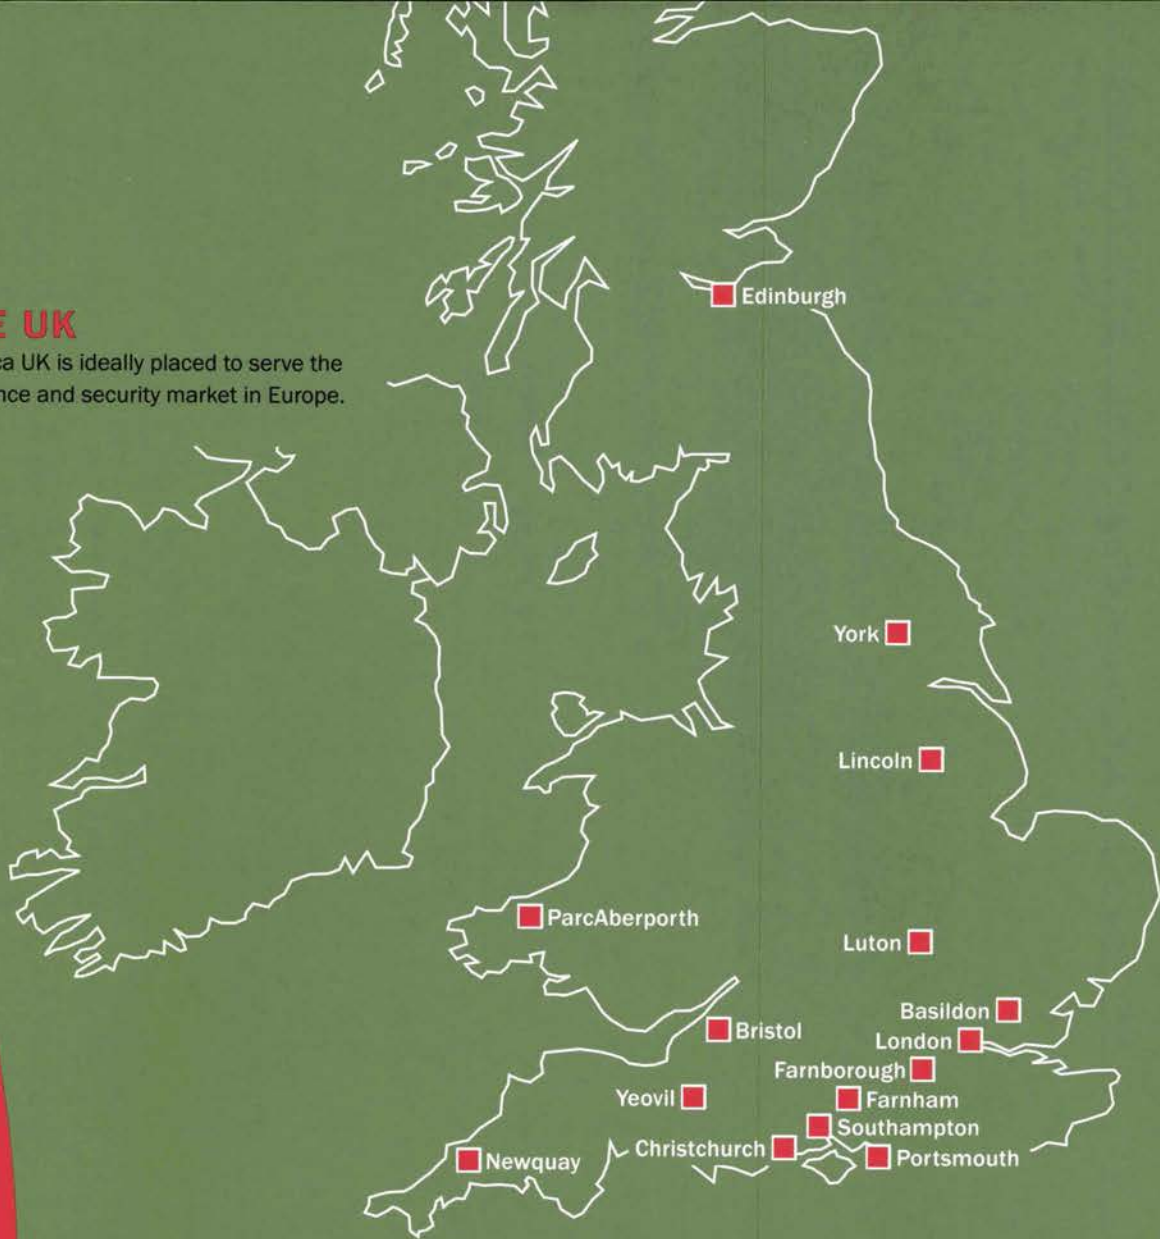 E UK
ca UK is ideally placed to serve the
nce and security market in Europe.
Edinburgh
York
Lincoln
ParcAberporth
Luton
Basildon
Bristol
London
Farnborough
Yeovil
Farnham
Southampton
Christchurch
Portsmouth
Newquay